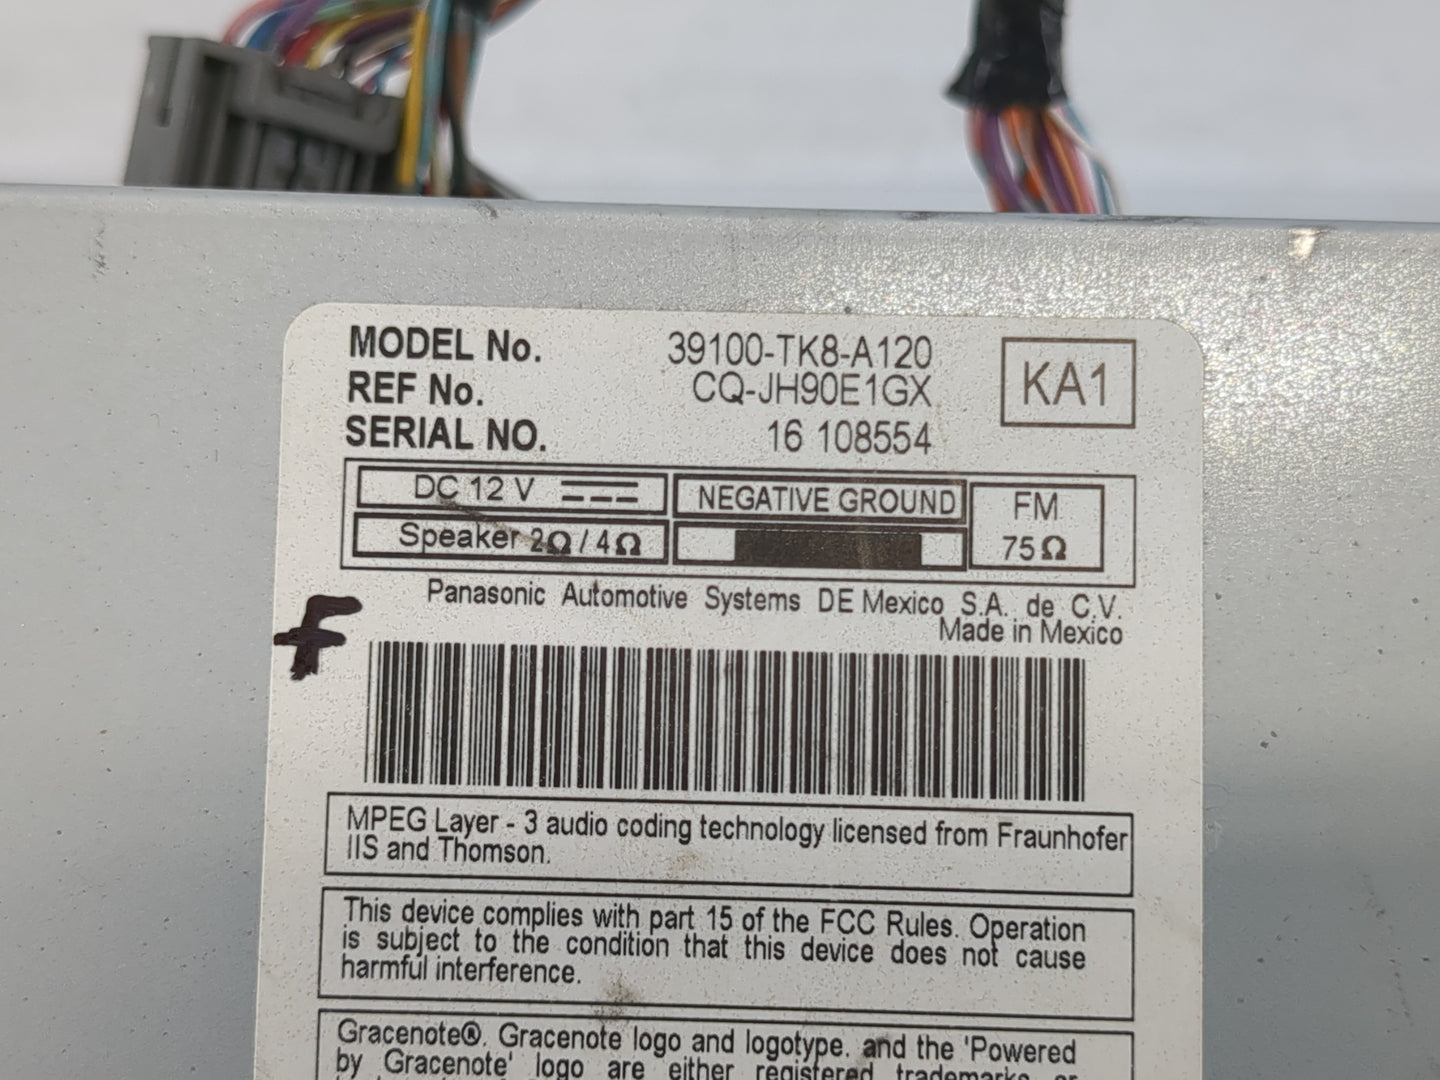 MODEL No. 39100-TK8-A120
REF No. CQ-JH90E1GX
SERIAL NO. 16 108554
KA1
DC 12 V
NEGATIVE GROUND
FM
75Ω
Speaker 2Ω / 4Ω
Panasonic Automotive Systems DE Mexico S.A. de C.V.
Made in Mexico
F
MPEG Layer - 3 audio coding technology licensed from Fraunhofer
IIS and Thomson.
This device complies with part 15 of the FCC Rules. Operation
is subject to the condition that this device does not cause
harmful interference.
Gracenote®. Gracenote logo and logotype. and the 'Powered
by Gracenote' logo are either registered trademarks or